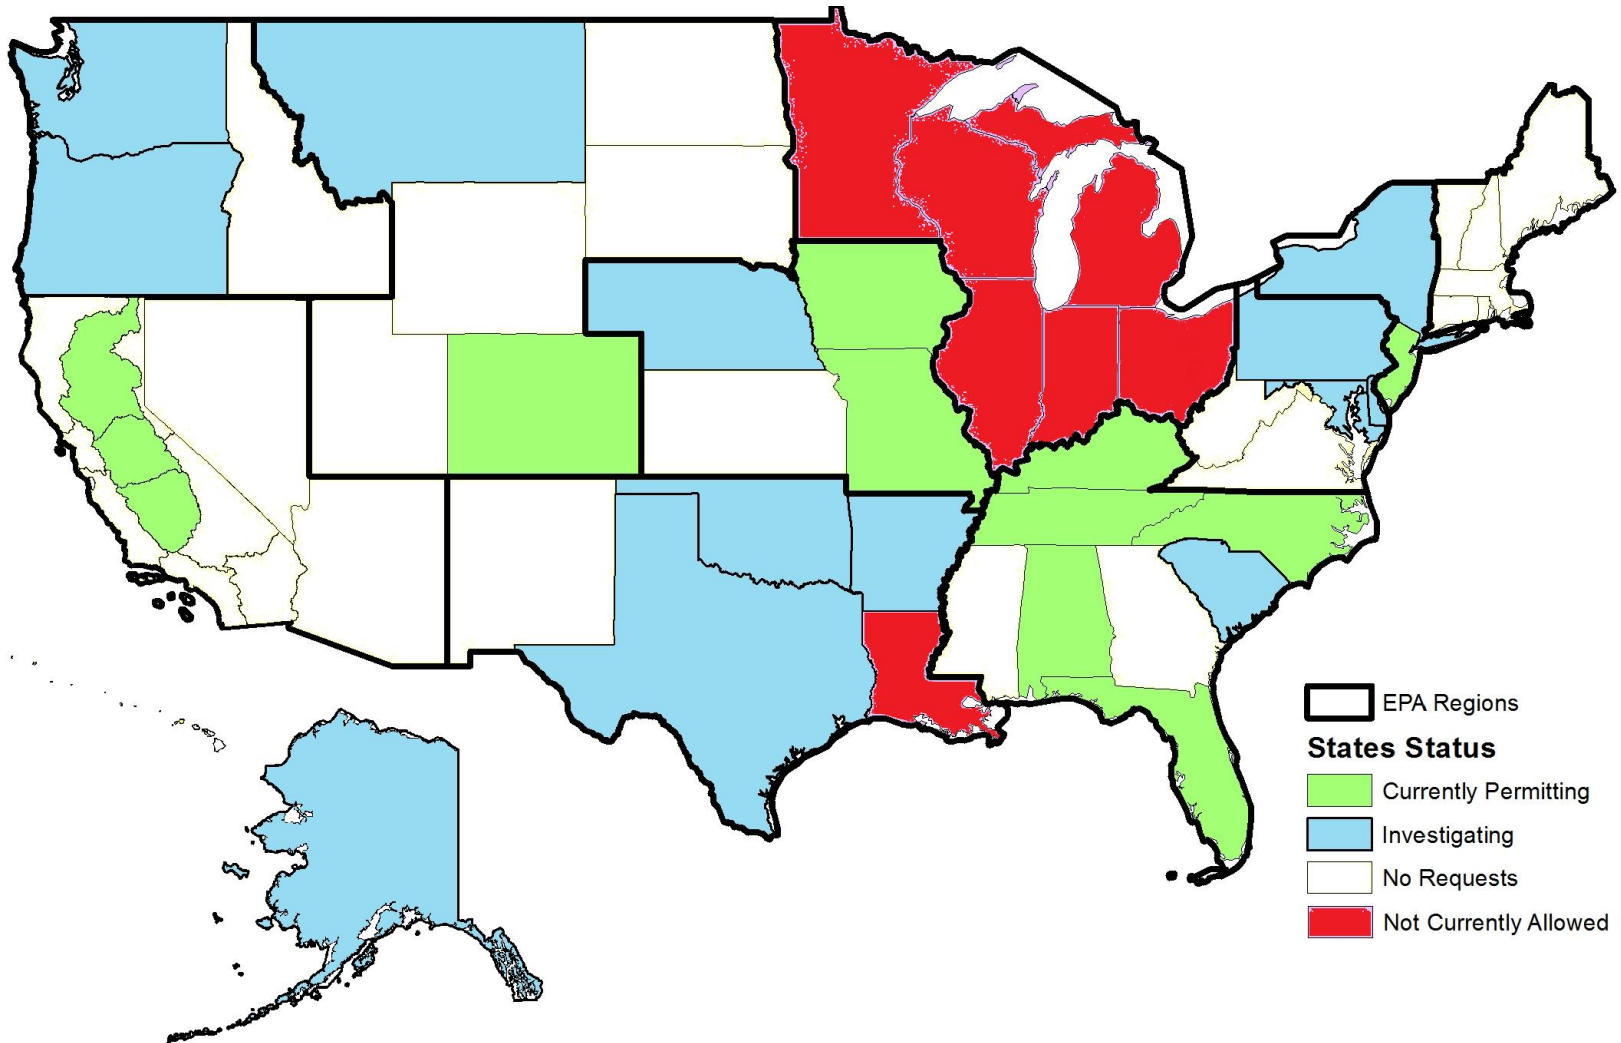 EPA Regions
States Status
Currently Permitting
Investigating
No Requests
Not Currently Allowed